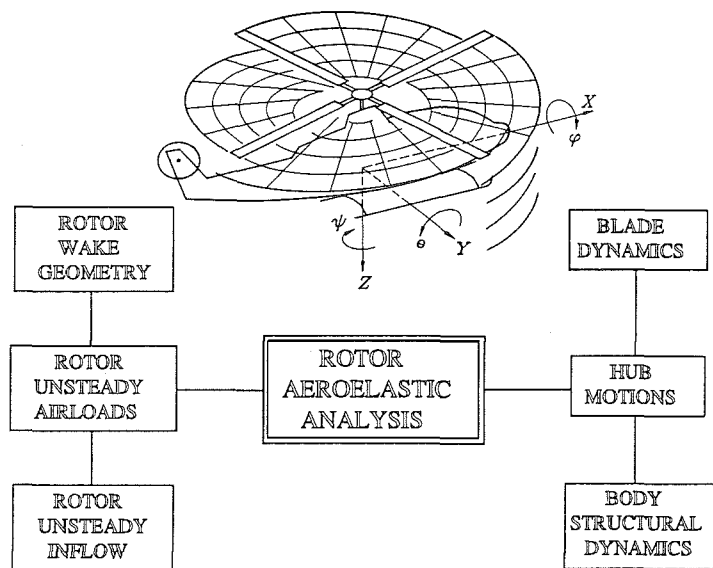 X
φ
ψ
θ
Y
Z
ROTOR
WAKE
GEOMETRY
BLADE
DYNAMICS
ROTOR
UNSTEADY
AIRLOADS
ROTOR
AEROELASTIC
ANALYSIS
HUB
MOTIONS
ROTOR
UNSTEADY
INFLOW
BODY
STRUCTURAL
DYNAMICS